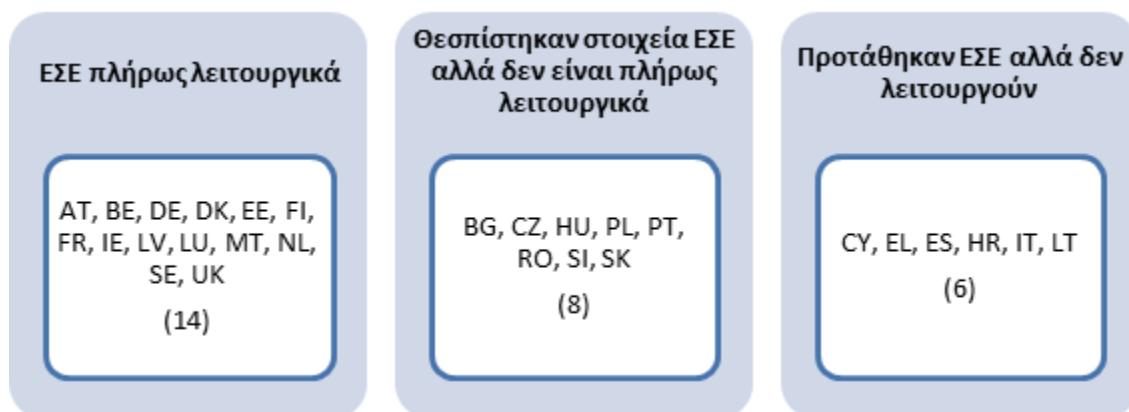 ΕΣΕ πλήρως λειτουργικά
AT, BE, DE, DK, EE, FI,
FR, IE, LV, LU, MT, NL,
SE, UK
(14)
Θεσπίστηκαν στοιχεία ΕΣΕ
αλλά δεν είναι πλήρως
λειτουργικά
BG, CZ, HU, PL, PT,
RO, SI, SK
(8)
Προτάθηκαν ΕΣΕ αλλά δεν
λειτουργούν
CY, EL, ES, HR, IT, LT
(6)